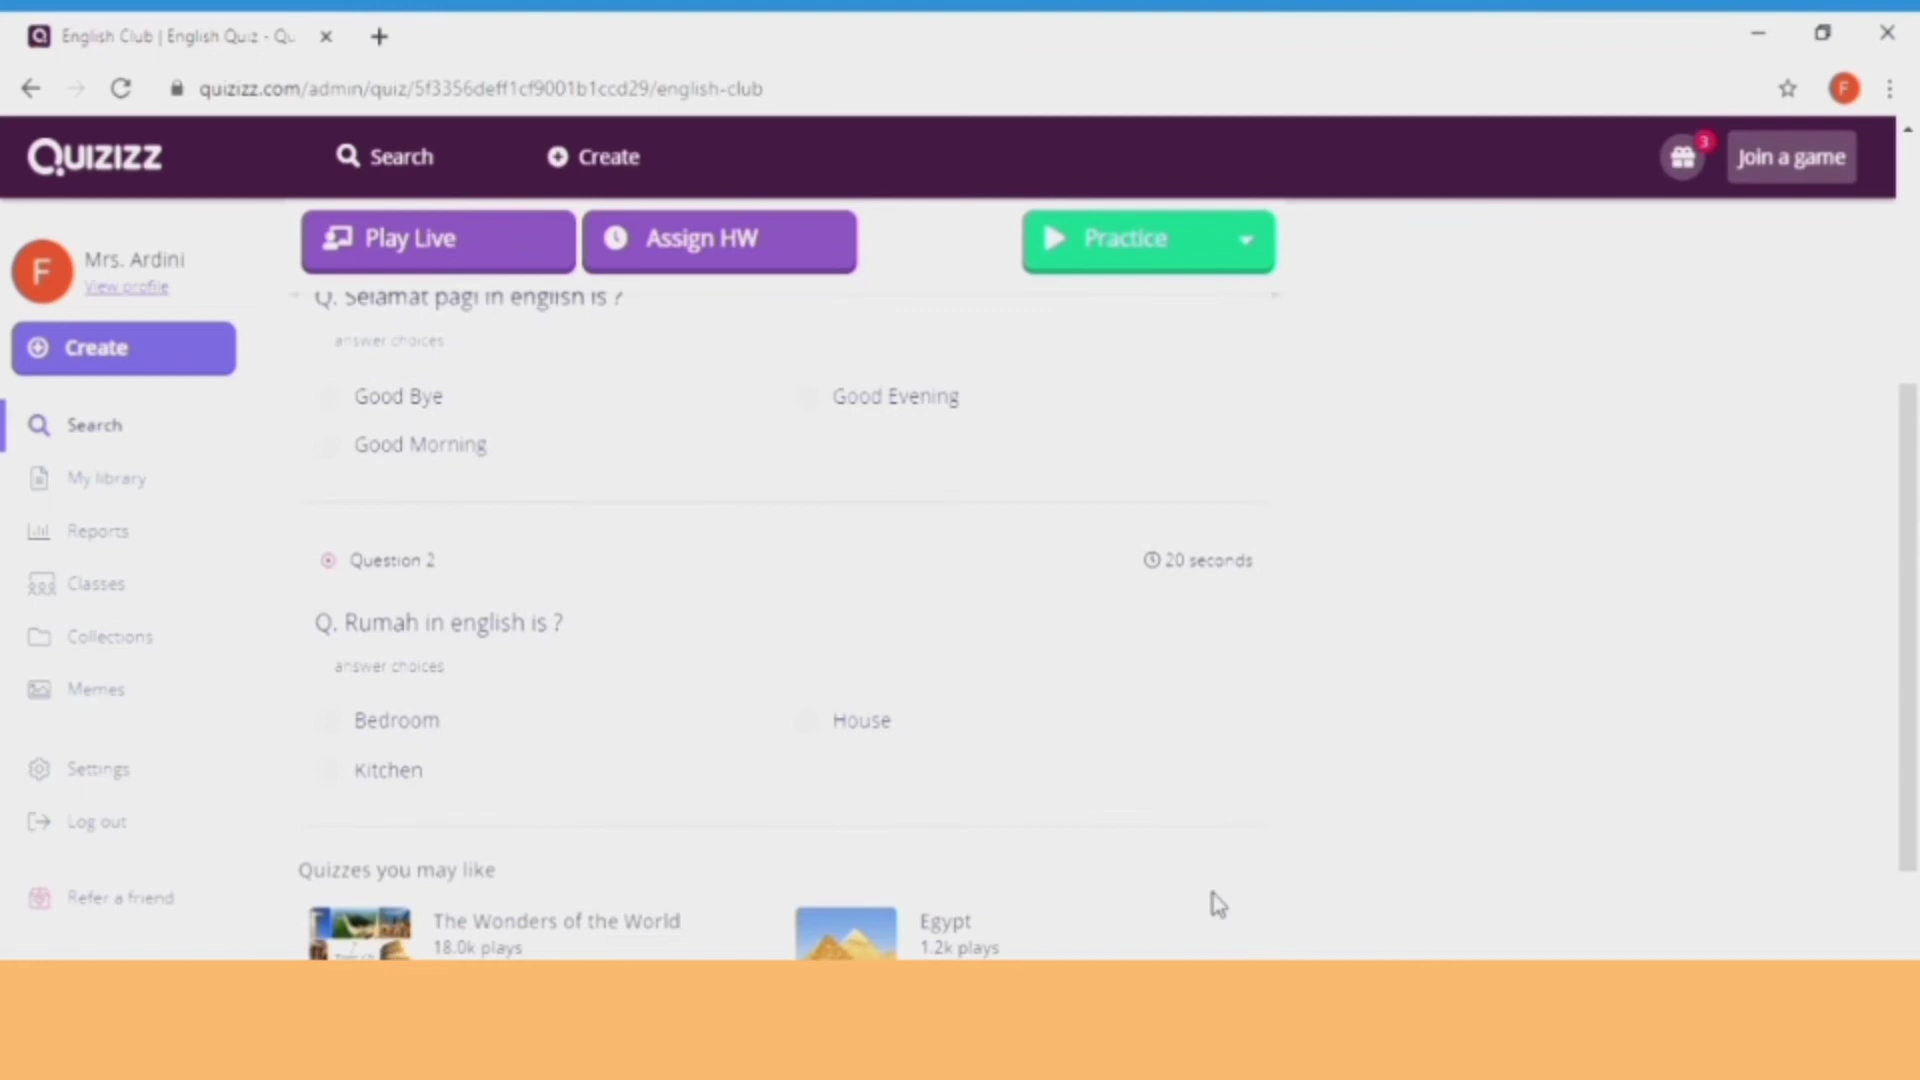 English Club | English Quiz - Qu
quizizz.com/admin/quiz/5f3356deff1cf9001b1ccd29/english-club
QUIZIZZ
Search
Create
3
Join a game
F
Mrs. Ardini
View profile
Create
Search
My library
Reports
Classes
Collections
Memes
Settings
Log out
Refer a friend
Play Live
Assign HW
Practice
Q. Selamat pagi in english is ?
answer choices
Good Bye
Good Evening
Good Morning
Question 2
20 seconds
Q. Rumah in english is ?
answer choices
Bedroom
House
Kitchen
Quizzes you may like
The Wonders of the World
18.0k plays
Egypt
1.2k plays
F